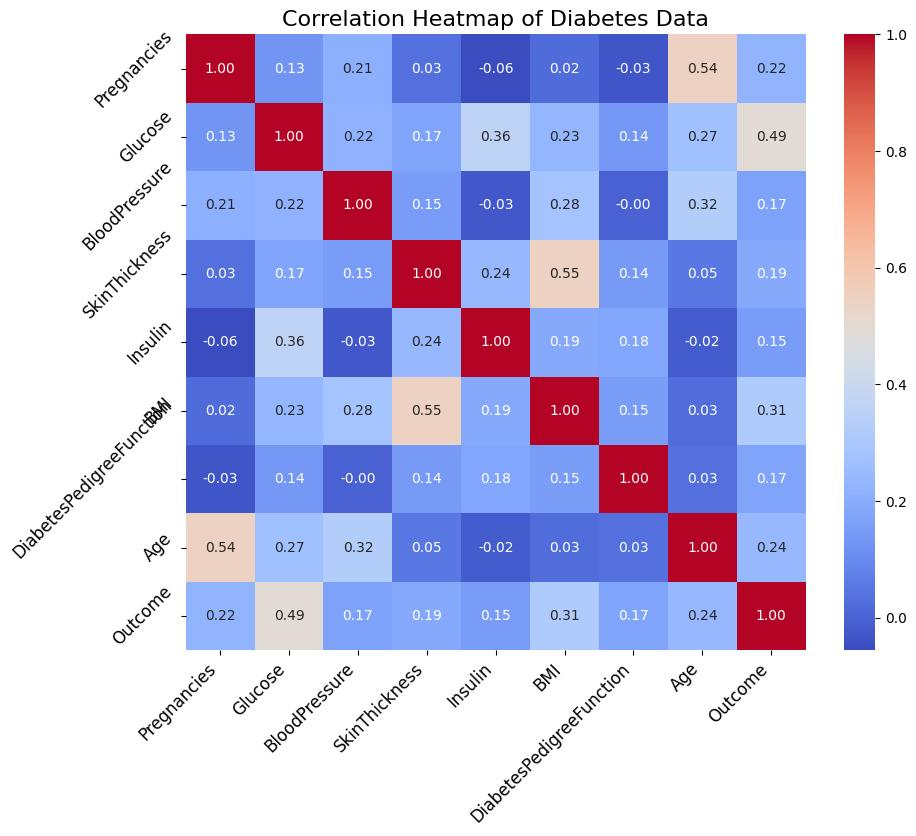 Correlation Heatmap of Diabetes Data
Pregnancies 1.00 0.13 0.21 0.03 -0.06 0.02 -0.03 0.54 0.22
Glucose 0.13 1.00 0.22 0.17 0.36 0.23 0.14 0.27 0.49
BloodPressure 0.21 0.22 1.00 0.15 -0.03 0.28 -0.00 0.32 0.17
SkinThickness 0.03 0.17 0.15 1.00 0.24 0.55 0.14 0.05 0.19
Insulin -0.06 0.36 -0.03 0.24 1.00 0.19 0.18 -0.02 0.15
BMI 0.02 0.23 0.28 0.55 0.19 1.00 0.15 0.03 0.31
DiabetesPedigreeFunction -0.03 0.14 -0.00 0.14 0.18 0.15 1.00 0.03 0.17
Age 0.54 0.27 0.32 0.05 -0.02 0.03 0.03 1.00 0.24
Outcome 0.22 0.49 0.17 0.19 0.15 0.31 0.17 0.24 1.00
Pregnancies Glucose BloodPressure SkinThickness Insulin BMI DiabetesPedigreeFunction Age Outcome
1.0
0.8
0.6
0.4
0.2
0.0